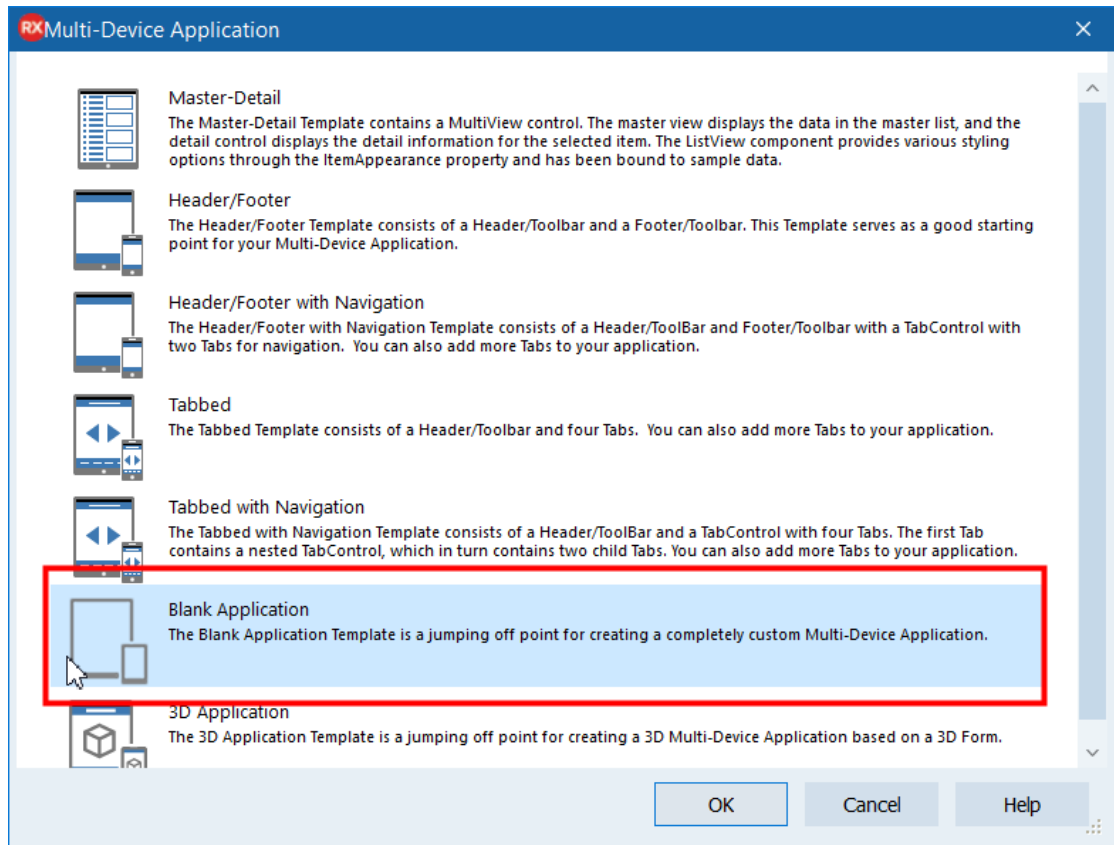 RX Multi-Device Application
Master-Detail
The Master-Detail Template contains a MultiView control. The master view displays the data in the master list, and the
detail control displays the detail information for the selected item. The ListView component provides various styling
options through the ItemAppearance property and has been bound to sample data.
Header/Footer
The Header/Footer Template consists of a Header/Toolbar and a Footer/Toolbar. This Template serves as a good starting
point for your Multi-Device Application.
Header/Footer with Navigation
The Header/Footer with Navigation Template consists of a Header/ToolBar and Footer/Toolbar with a TabControl with
two Tabs for navigation.  You can also add more Tabs to your application.
Tabbed
The Tabbed Template consists of a Header/Toolbar and four Tabs.  You can also add more Tabs to your application.
Tabbed with Navigation
The Tabbed with Navigation Template consists of a Header/ToolBar and a TabControl with four Tabs. The first Tab
contains a nested TabControl, which in turn contains two child Tabs. You can also add more Tabs to your application.
Blank Application
The Blank Application Template is a jumping off point for creating a completely custom Multi-Device Application.
3D Application
The 3D Application Template is a jumping off point for creating a 3D Multi-Device Application based on a 3D Form.
OK Cancel Help